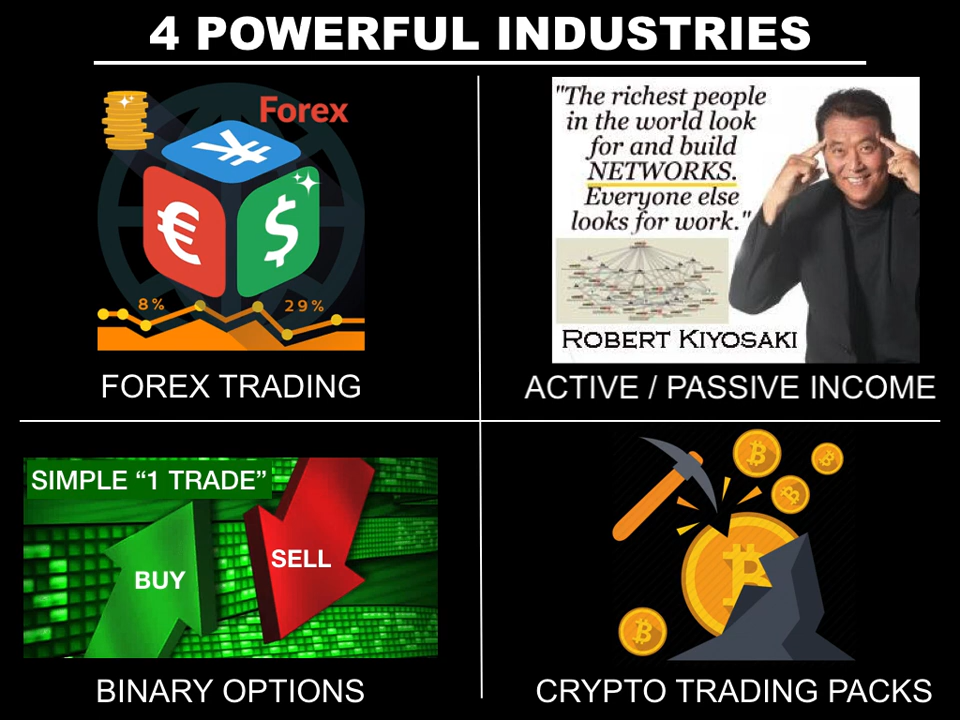 4 POWERFUL INDUSTRIES
Forex
8%
29%
FOREX TRADING
"The richest people
in the world look
for and build
NETWORKS.
Everyone else
looks for work."
ROBERT KIYOSAKI
ACTIVE / PASSIVE INCOME
SIMPLE “1 TRADE”
BUY
SELL
BINARY OPTIONS
CRYPTO TRADING PACKS